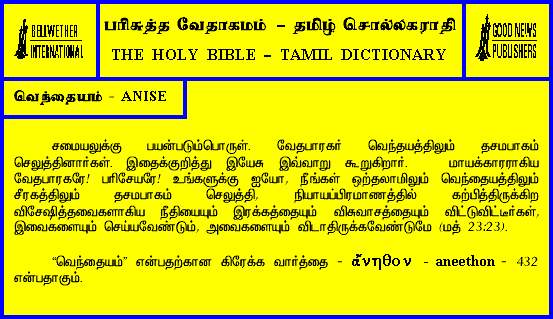 BELLWETHER
INTERNATIONAL
பரிசுத்த வேதாகமம் – தமிழ் சொல்லகராதி
THE HOLY BIBLE – TAMIL DICTIONARY
GOOD NEWS
PUBLISHERS
வெந்தையம் - ANISE
சமையலுக்கு பயன்படும்பொருள். வேதபாரகர் வெந்தயத்திலும் தசமபாகம்
செலுத்தினார்கள். இதைக்குறித்து இயேசு இவ்வாறு கூறுகிறார். மாயக்காரராகிய
வேதபாரகரே! பரிசேயரே! உங்களுக்கு ஐயோ, நீங்கள் ஒற்தலாமிலும் வெந்தையத்திலும்
சீரகத்திலும் தசமபாகம் செலுத்தி, நியாயப்பிரமாணத்தில் கற்பித்திருக்கிற
விசேஷித்தவைகளாகிய நீதியையும் இரக்கத்தையும் விசுவாசத்தையும் விட்டுவிட்டீர்கள்,
இவைகளையும் செய்யவேண்டும், அவைகளையும் விடாதிருக்கவேண்டுமே (மத் 23:23).
“வெந்தையம்” என்பதற்கான கிரேக்க வார்த்தை - ἄνηθον - aneethon - 432
என்பதாகும்.